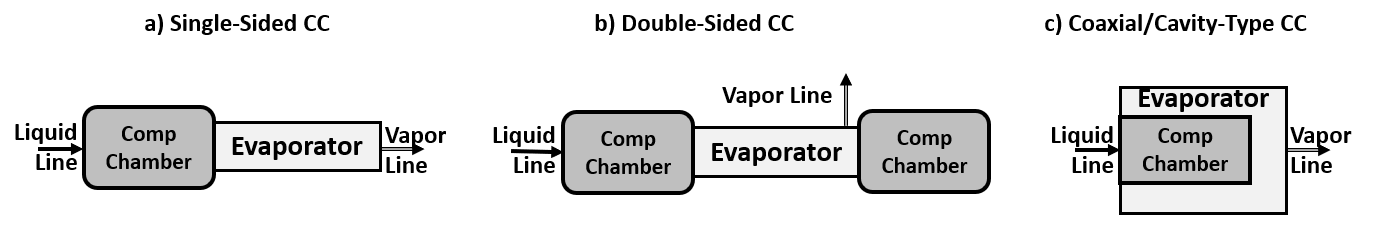 a) Single-Sided CC
Liquid
Line
Comp
Chamber
Evaporator
Vapor
Line
b) Double-Sided CC
Vapor Line
Liquid
Line
Comp
Chamber
Evaporator
Comp
Chamber
c) Coaxial/Cavity-Type CC
Evaporator
Liquid
Line
Comp
Chamber
Vapor
Line